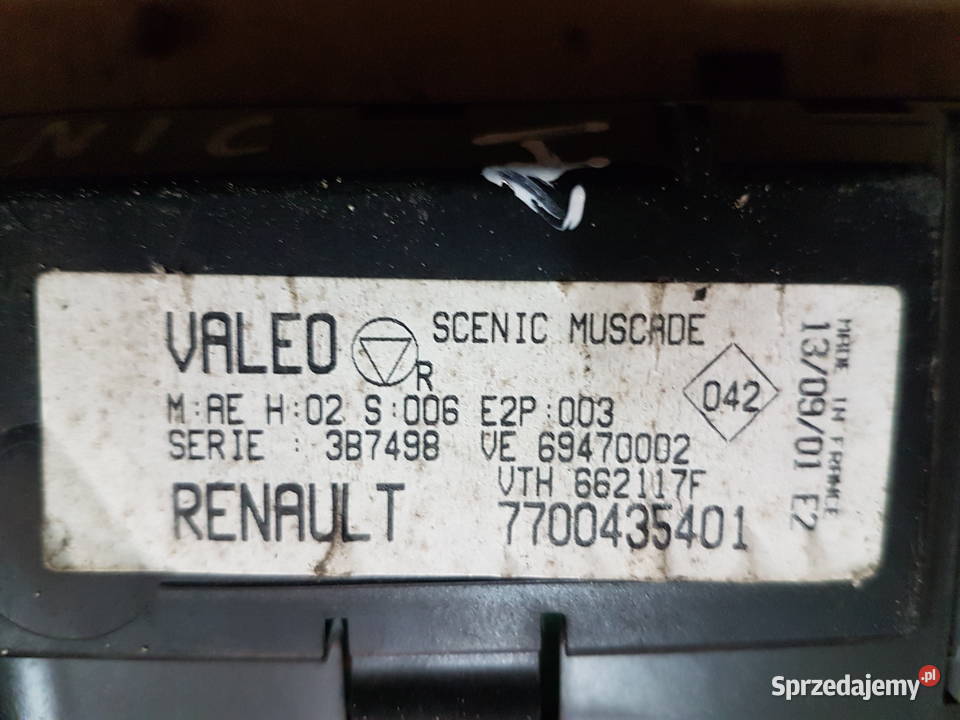 NIC
VALEO R SCENIC MUSCADE
M:AE H:02 S:006 E2P:003
042
SERIE : 3B7498 VE 69470002
VTH 662117F
RENAULT 7700435401
MADE IN FRANCE
13/09/01 E2
Sprzedajemy.pl